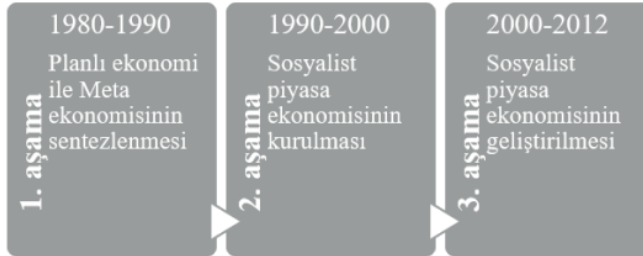 1. aşama
1980-1990
Planlı ekonomi
ile Meta
ekonomisinin
sentezlenmesi
2. aşama
1990-2000
Sosyalist
piyasa
ekonomisinin
kurulması
3. aşama
2000-2012
Sosyalist
piyasa
ekonomisinin
geliştirilmesi